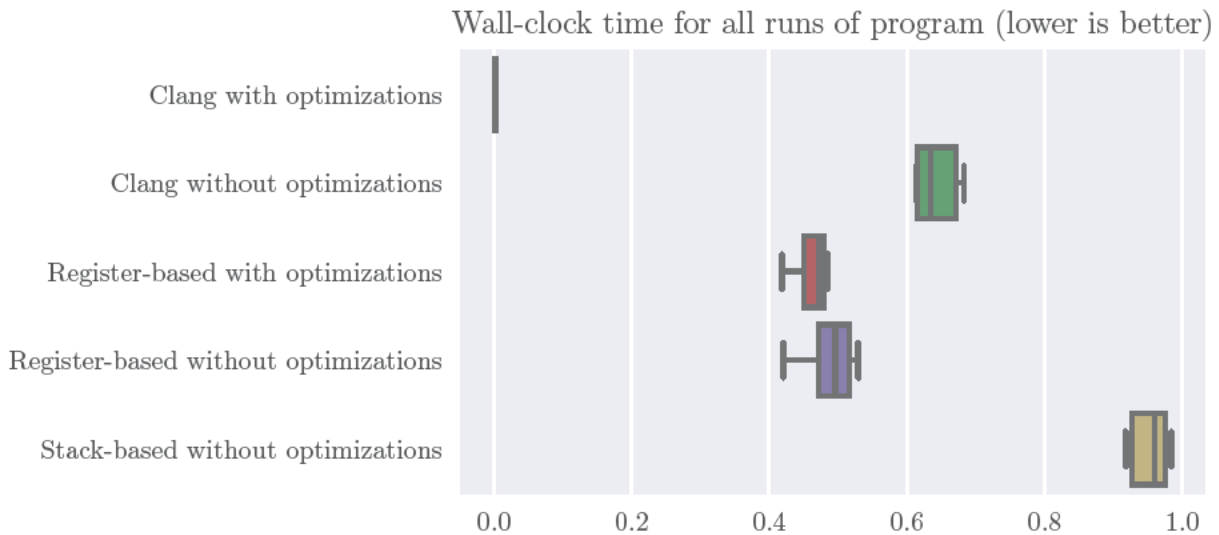 Wall-clock time for all runs of program (lower is better)
Clang with optimizations
Clang without optimizations
Register-based with optimizations
Register-based without optimizations
Stack-based without optimizations
0.0 0.2 0.4 0.6 0.8 1.0